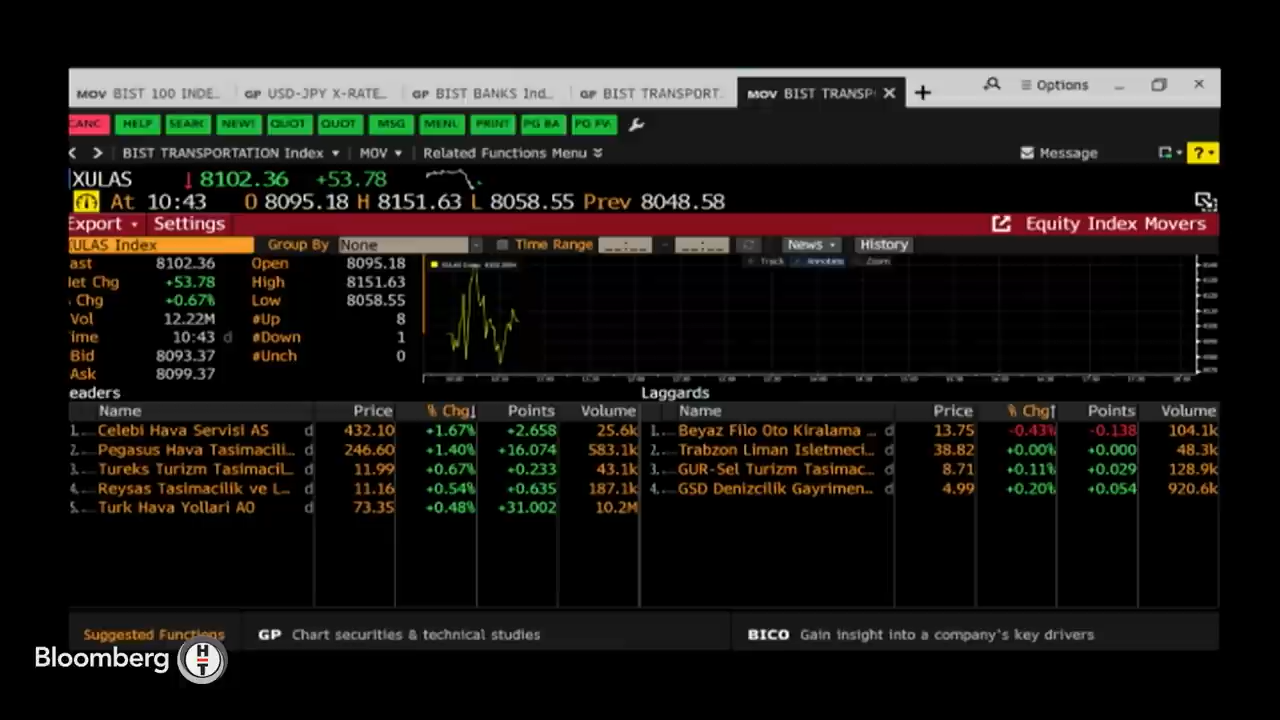 MOV BIST 100 INDE.. GP USD-JPY X-RATE.. GP BIST BANKS Ind.. GP BIST TRANSPORT. MOV BIST TRANSP × + Options
CANC HELP SEARC NEWS QUOT QUOT MSG MENU PRINT PG BA PG PA
BIST TRANSPORTATION Index MOV Related Functions Menu Message ?
XULAS 8102.36 +53.78
At 10:43 O 8095.18 H 8151.63 L 8058.55 Prev 8048.58
Export Settings Equity Index Movers
XULAS Index Group By None Time Range __:__ - __:__ News History
Track Annotate Zoom
ast 8102.36 Open 8095.18
et Chg +53.78 High 8151.63
Chg +0.67% Low 8058.55
Vol 12.22M #Up 8
ime 10:43 d #Down 1
Bid 8093.37 #Unch 0
Ask 8099.37
eaders Laggards
Name Price % Chg↓ Points Volume Name Price % Chg↑ Points Volume
1. Celebi Hava Servisi AS d 432.10 +1.67% +2.658 25.6k 1. Beyaz Filo Oto Kiralama .. d 13.75 -0.43% -0.138 104.1k
2. Pegasus Hava Tasimacili.. d 246.60 +1.40% +16.074 583.1k 2. Trabzon Liman Isletmeci.. d 38.82 +0.00% +0.000 48.3k
3. Tureks Turizm Tasimacil.. d 11.99 +0.67% +0.233 43.1k 3. GUR-Sel Turizm Tasimac.. d 8.71 +0.11% +0.029 128.9k
4. Reysas Tasimacilik ve L.. d 11.16 +0.54% +0.635 187.1k 4. GSD Denizcilik Gayrimen.. d 4.99 +0.20% +0.054 920.6k
5. Turk Hava Yollari AO d 73.35 +0.48% +31.002 10.2M
Suggested Functions GP Chart securities & technical studies BICO Gain insight into a company's key drivers
Bloomberg HT